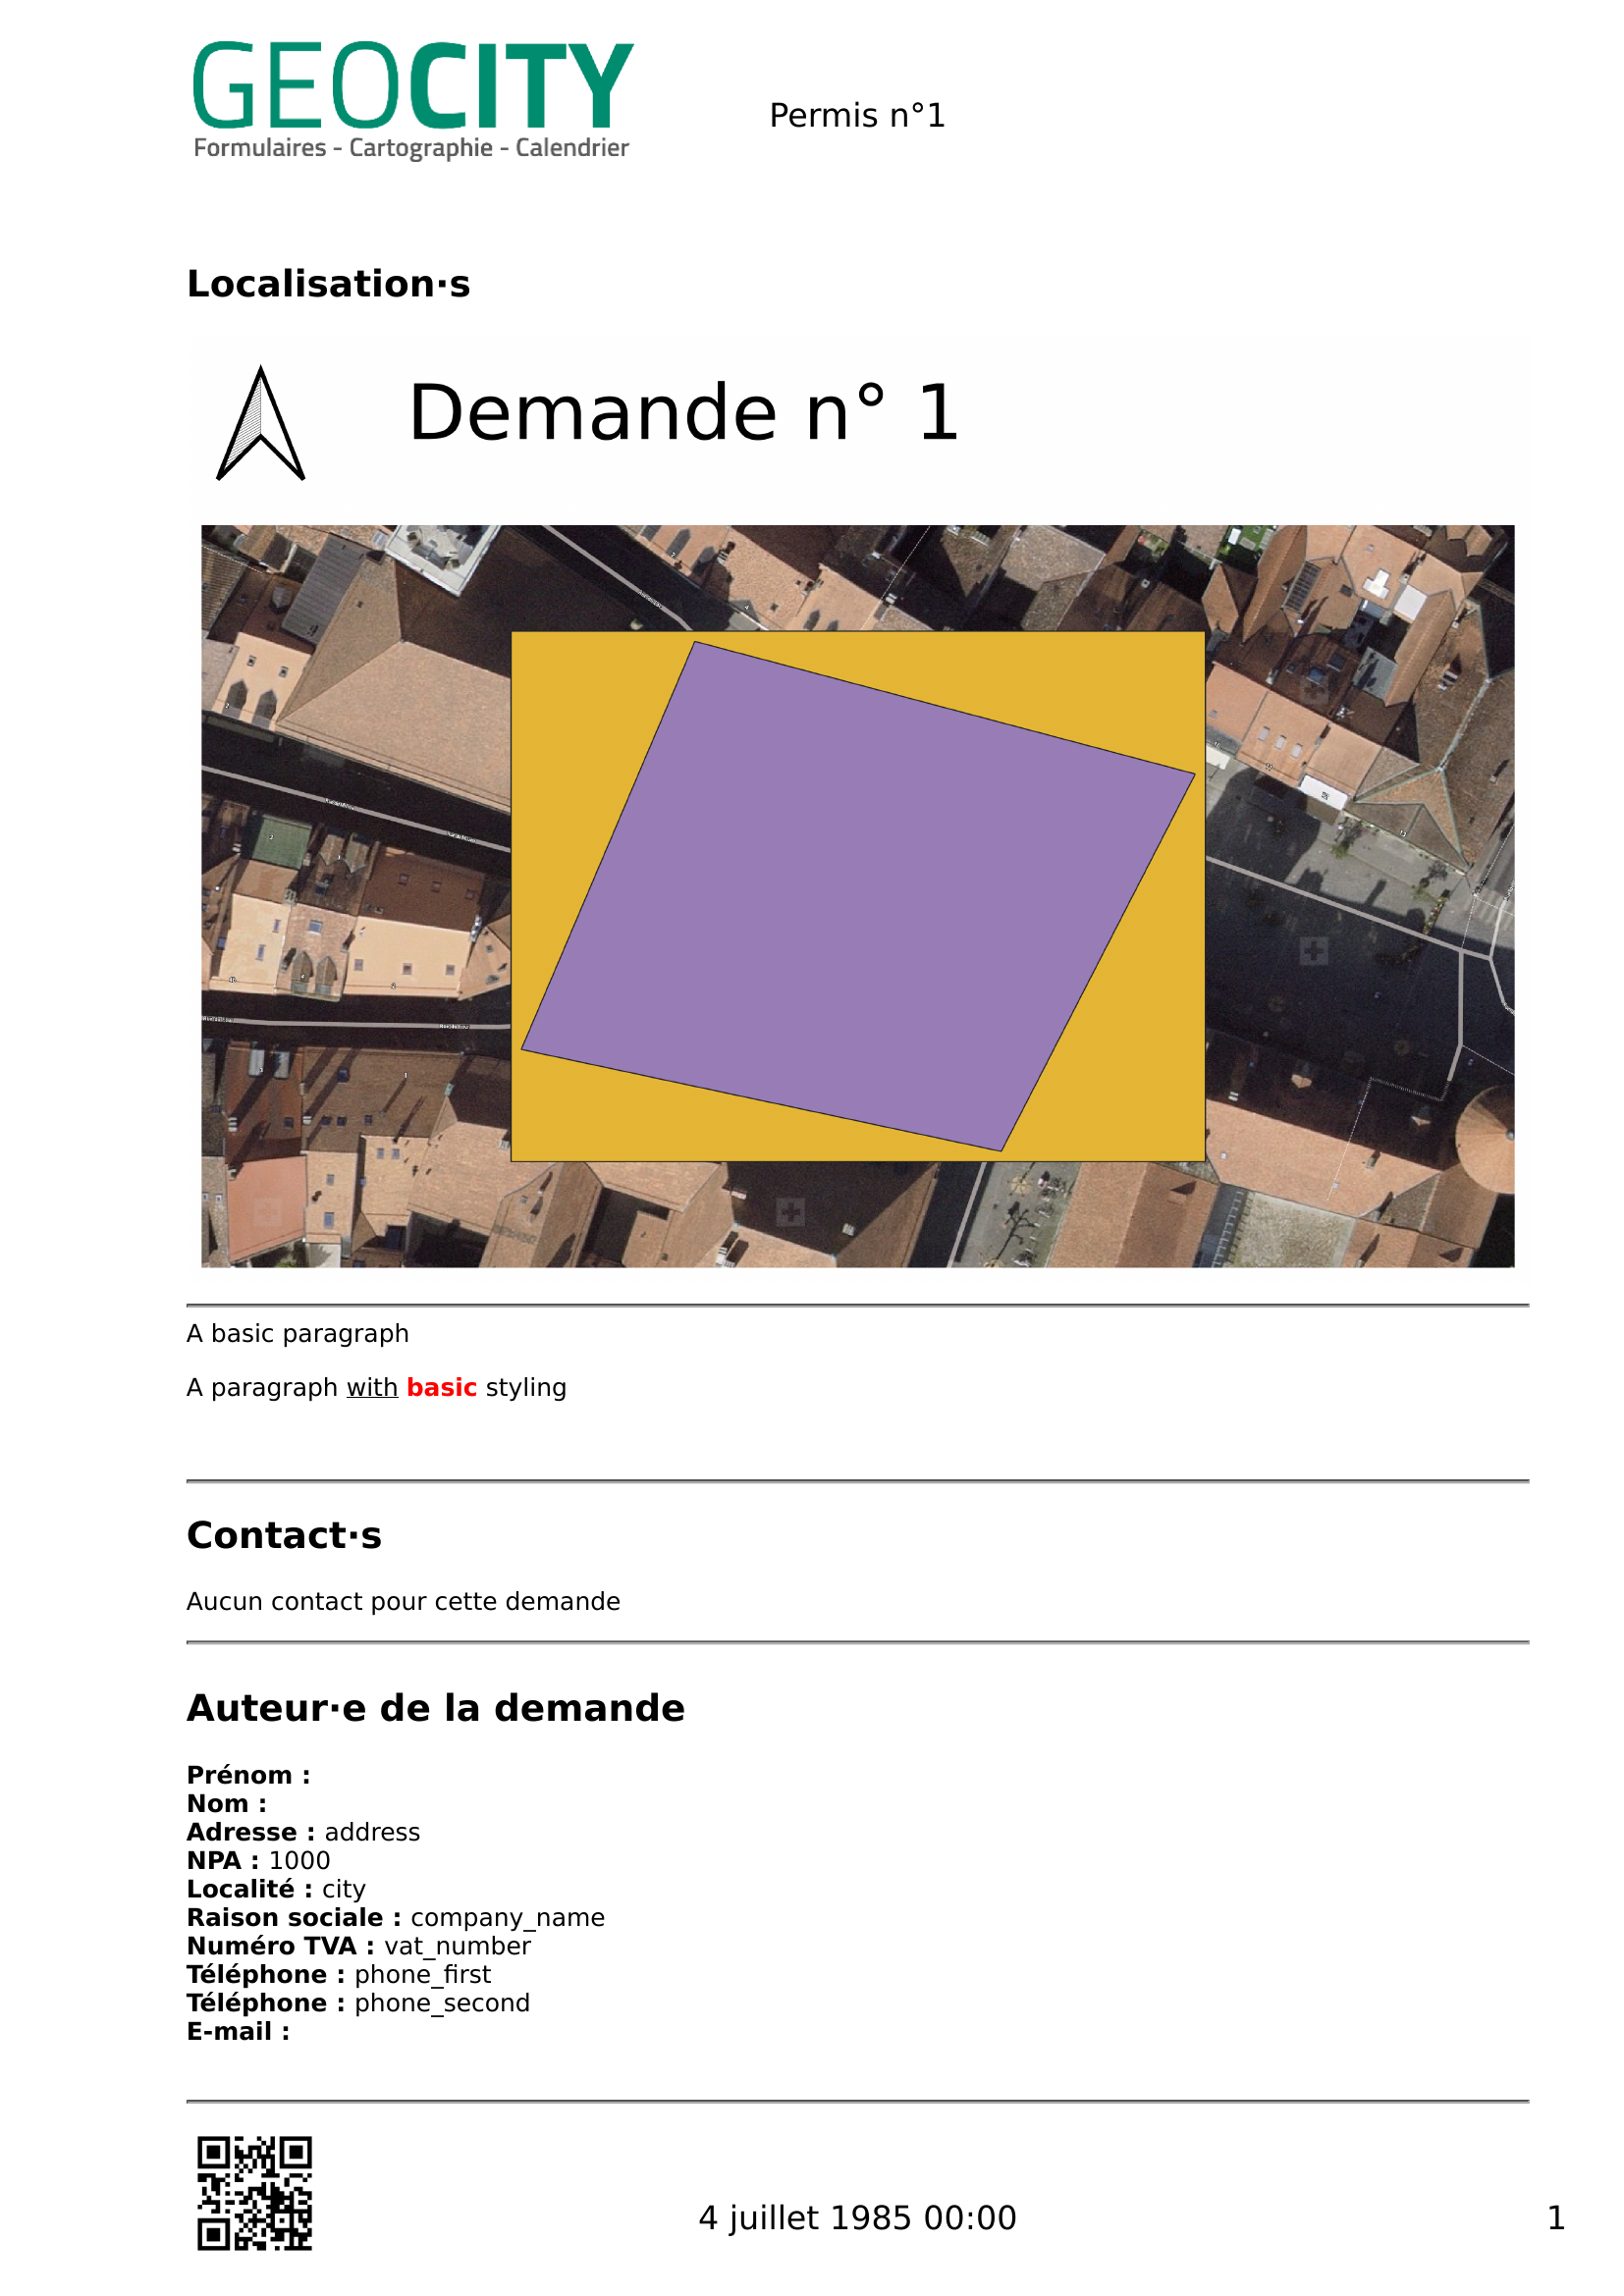 GEOCITY
Formulaires - Cartographie - Calendrier
Permis n°1
Localisation·s
Demande n° 1
A basic paragraph
A paragraph with basic styling
Contact·s
Aucun contact pour cette demande
Auteur·e de la demande
Prénom :
Nom :
Adresse : address
NPA : 1000
Localité : city
Raison sociale : company_name
Numéro TVA : vat_number
Téléphone : phone_first
Téléphone : phone_second
E-mail :
4 juillet 1985 00:00
1